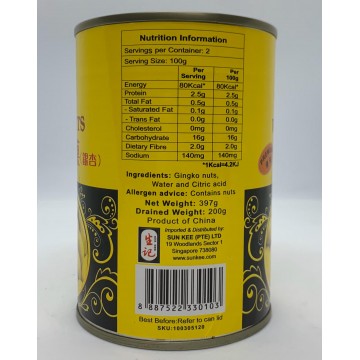 Nutrition Information
Servings per Container: 2
Serving Size: 100g
Per Serving Per 100g
Energy 80Kcal* 80Kcal*
Protein 2.5g 2.5g
Total Fat 0.5g 0.5g
- Saturated Fat 0.1g 0.1g
- Trans Fat 0.0g 0.0g
Cholesterol 0mg 0mg
Carbohydrate 16g 16g
Dietary Fibre 2.0g 2.0g
Sodium 140mg 140mg
*1Kcal=4.2KJ
Ingredients: Gingko nuts,
Water and Citric acid
Allergen advice: Contains nuts
Net Weight: 397g
Drained Weight: 200g
Product of China
Imported & Distributed by:
SUN KEE (PTE) LTD
19 Woodlands Sector 1
Singapore 738080
www.sunkee.com
生記
8 887522 330103
Best Before:Refer to can lid
SKU:100305120